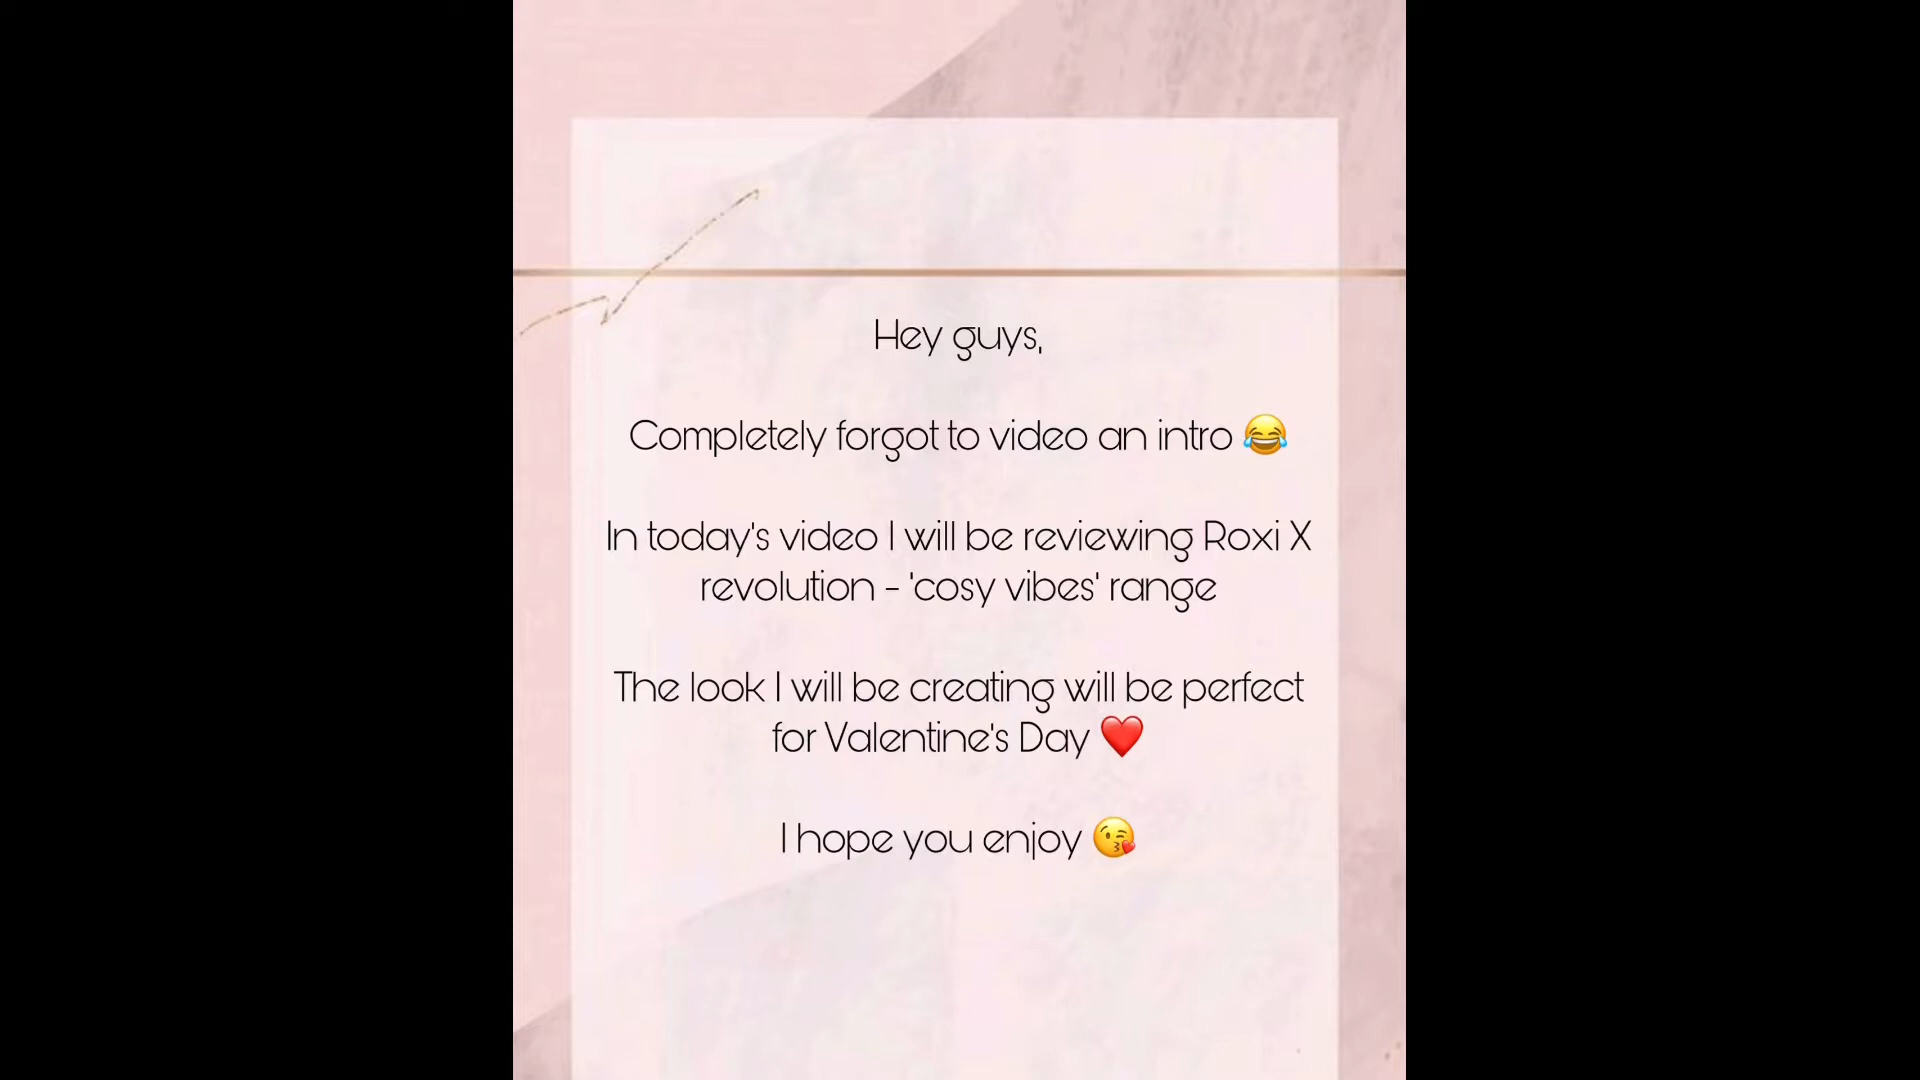 Hey guys,
Completely forgot to video an intro 😂
In today's video I will be reviewing Roxi X
revolution - 'cosy vibes' range
The look I will be creating will be perfect
for Valentine's Day ❤️
I hope you enjoy 😘